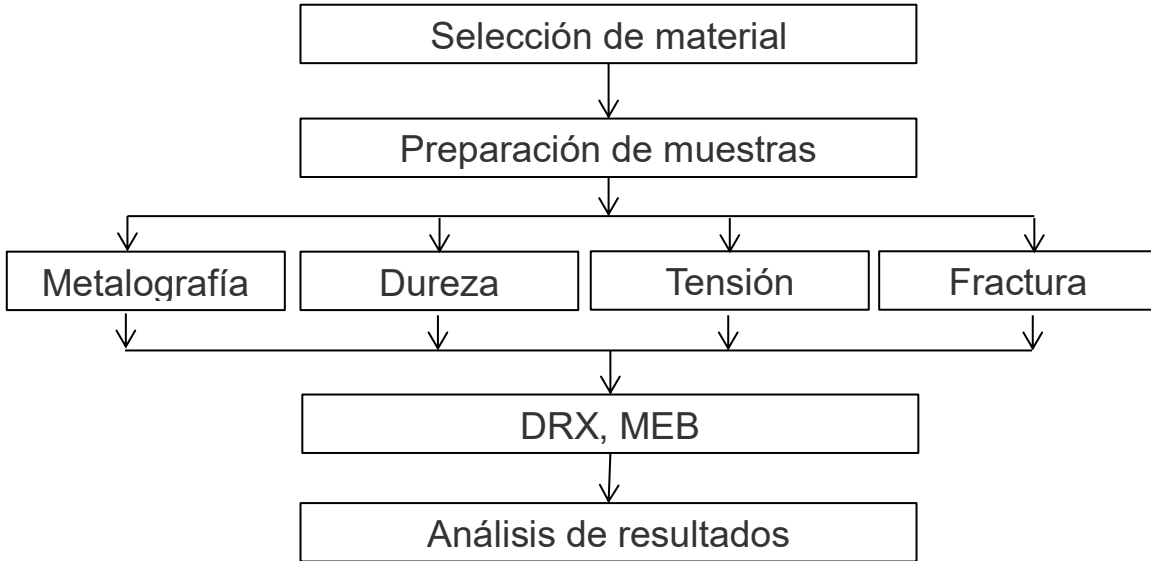 Selección de material
Preparación de muestras
Metalografía
Dureza
Tensión
Fractura
DRX, MEB
Análisis de resultados